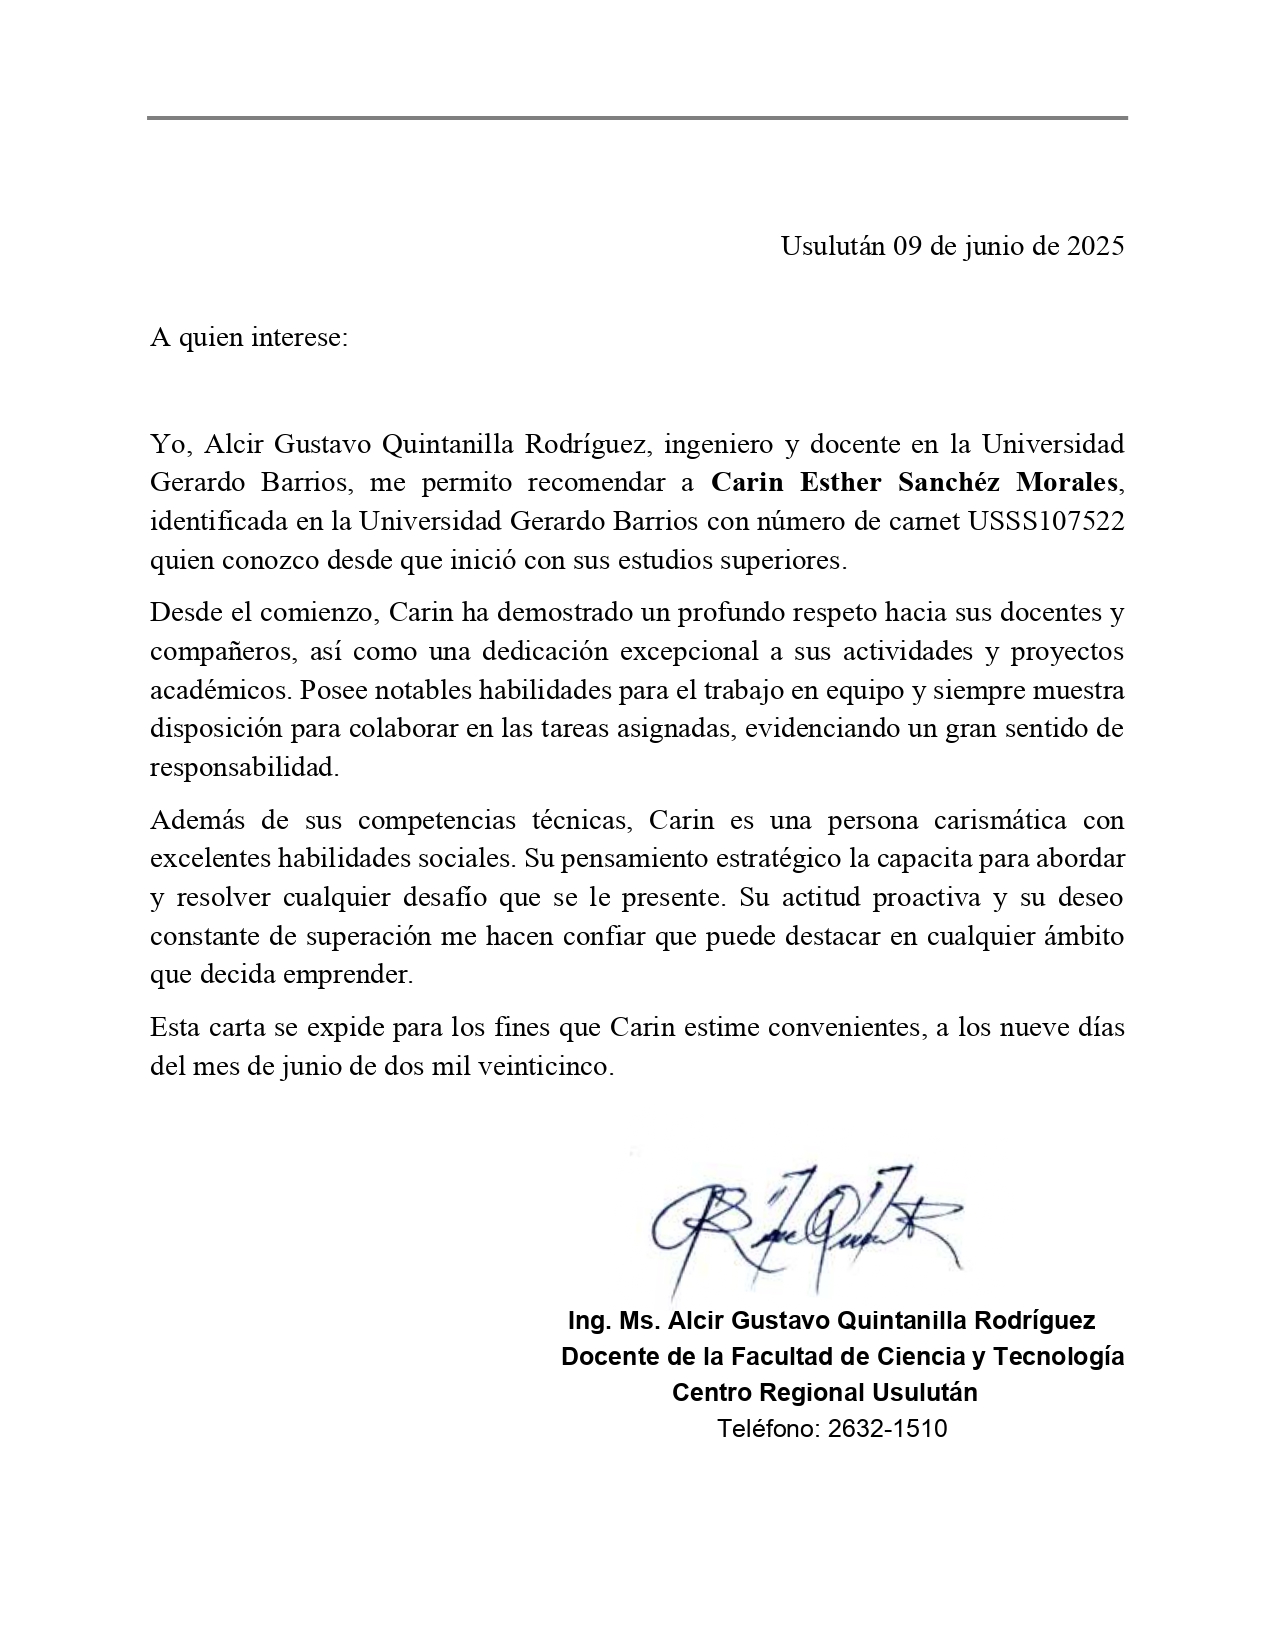 Usulután 09 de junio de 2025
A quien interese:
Yo, Alcir Gustavo Quintanilla Rodríguez, ingeniero y docente en la Universidad
Gerardo Barrios, me permito recomendar a Carin Esther Sanchéz Morales,
identificada en la Universidad Gerardo Barrios con número de carnet USSS107522
quien conozco desde que inició con sus estudios superiores.
Desde el comienzo, Carin ha demostrado un profundo respeto hacia sus docentes y
compañeros, así como una dedicación excepcional a sus actividades y proyectos
académicos. Posee notables habilidades para el trabajo en equipo y siempre muestra
disposición para colaborar en las tareas asignadas, evidenciando un gran sentido de
responsabilidad.
Además de sus competencias técnicas, Carin es una persona carismática con
excelentes habilidades sociales. Su pensamiento estratégico la capacita para abordar
y resolver cualquier desafío que se le presente. Su actitud proactiva y su deseo
constante de superación me hacen confiar que puede destacar en cualquier ámbito
que decida emprender.
Esta carta se expide para los fines que Carin estime convenientes, a los nueve días
del mes de junio de dos mil veinticinco.
Ing. Ms. Alcir Gustavo Quintanilla Rodríguez
Docente de la Facultad de Ciencia y Tecnología
Centro Regional Usulután
Teléfono: 2632-1510